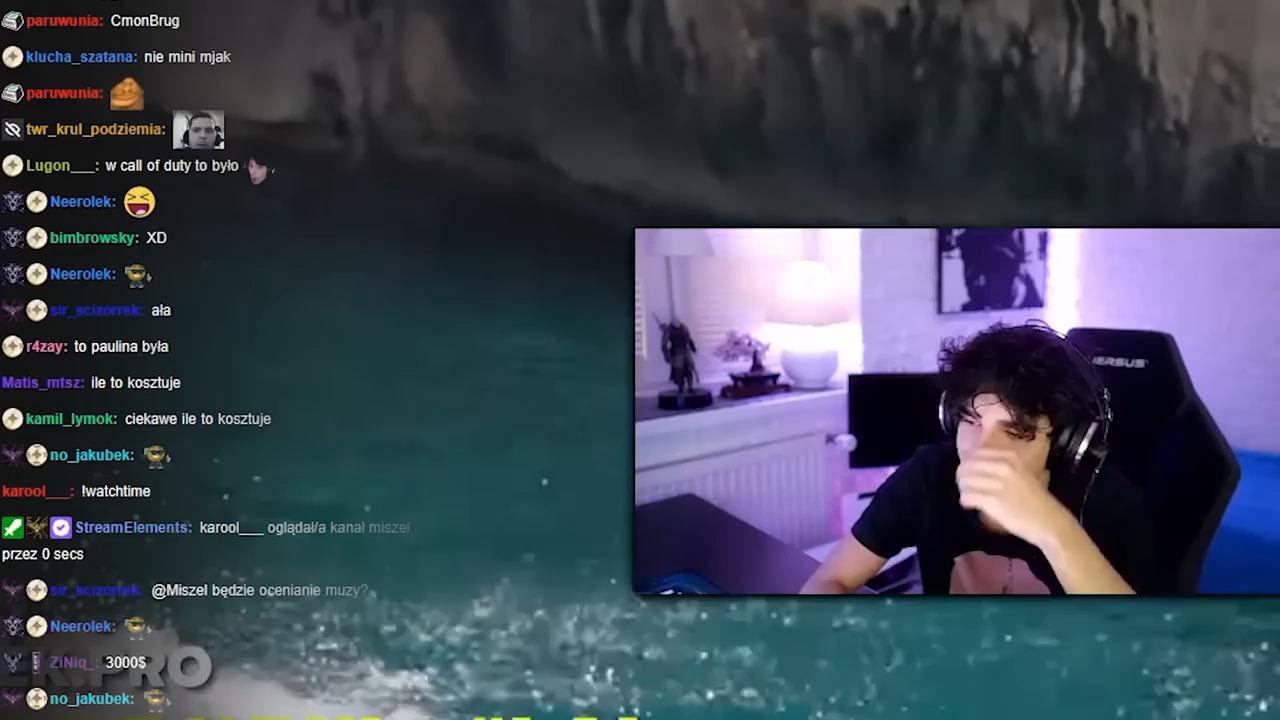 paruwunia: CmonBrug
klucha_szatana: nie mini mjak
paruwunia:
twr_krul_podziemia:
Lugon___: w call of duty to było
Neerolek:
bimbrowsky: XD
Neerolek:
sir_scizorrek: ała
r4zay: to paulina była
Matis_mtsz: ile to kosztuje
kamil_lymok: ciekawe ile to kosztuje
no_jakubek:
karool___: !watchtime
StreamElements: karool___ oglądał/a kanał miszel
przez 0 secs
sir_scizorrek: @Miszel będzie ocenianie muzy?
Neerolek:
ZiNiq_: 3000$
no_jakubek:
PRO